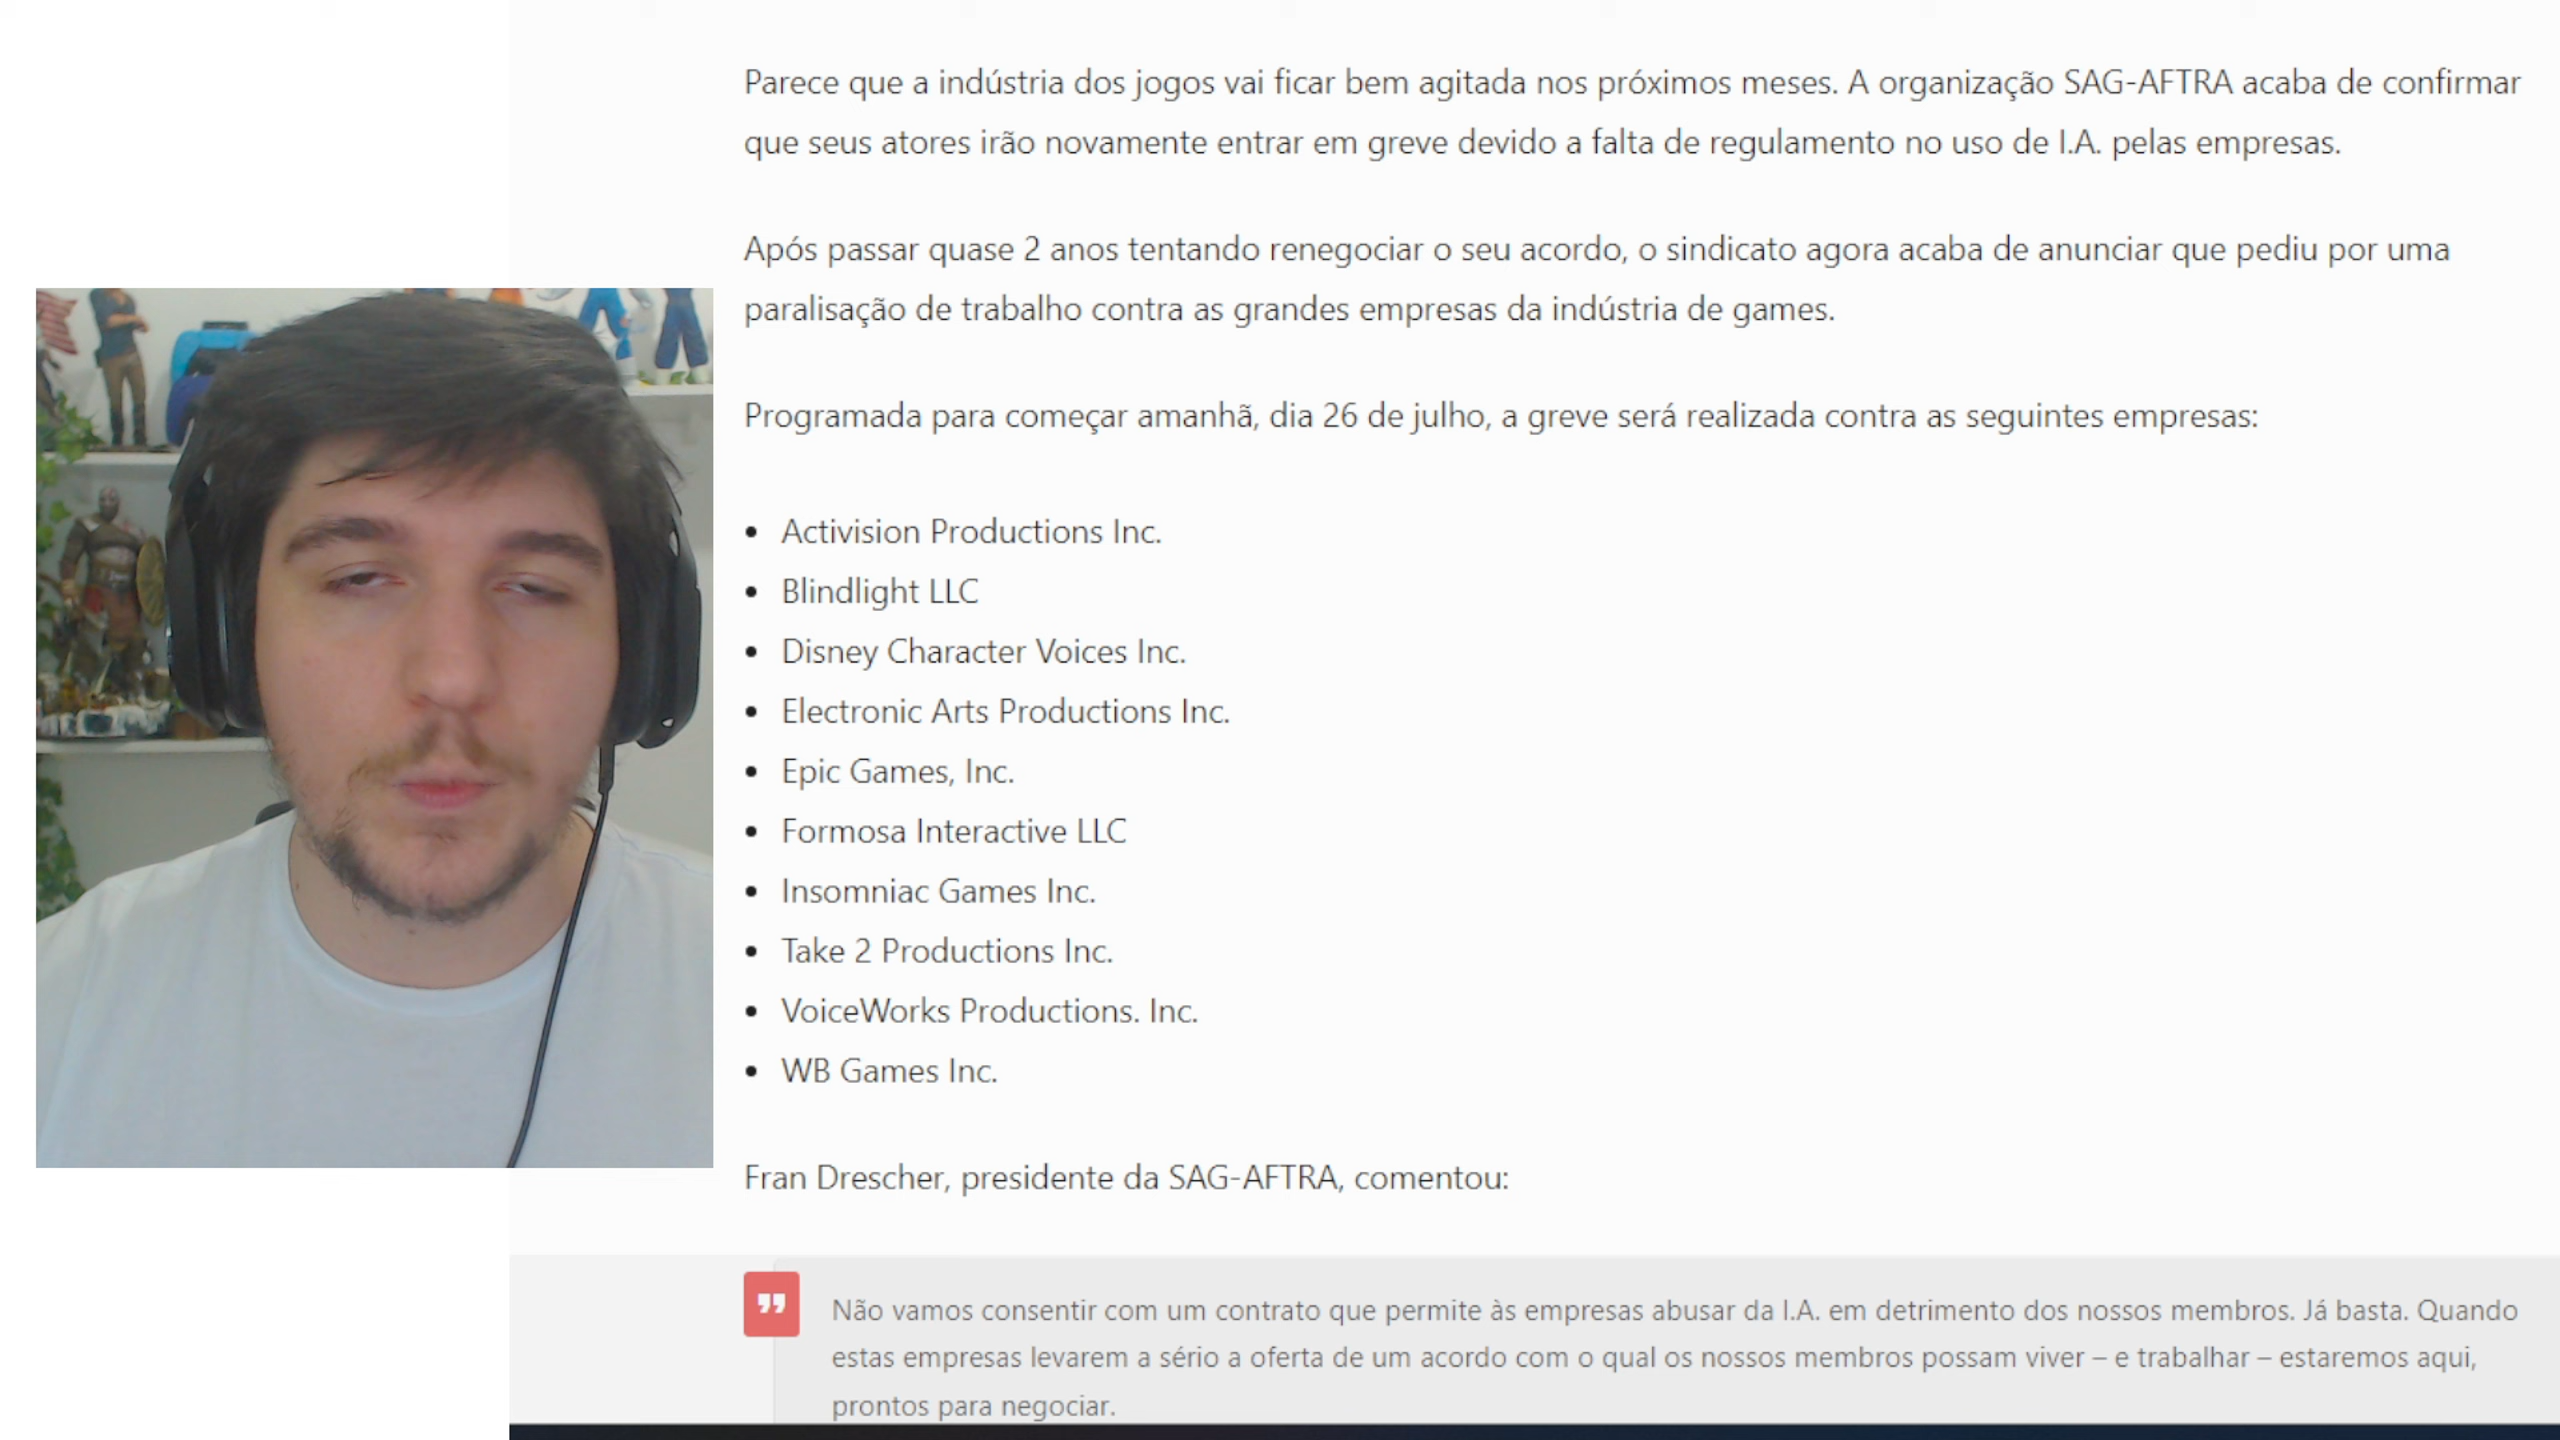 Parece que a indústria dos jogos vai ficar bem agitada nos próximos meses. A organização SAG-AFTRA acaba de confirmar
que seus atores irão novamente entrar em greve devido a falta de regulamento no uso de I.A. pelas empresas.
Após passar quase 2 anos tentando renegociar o seu acordo, o sindicato agora acaba de anunciar que pediu por uma
paralisação de trabalho contra as grandes empresas da indústria de games.
Programada para começar amanhã, dia 26 de julho, a greve será realizada contra as seguintes empresas:
• Activision Productions Inc.
• Blindlight LLC
• Disney Character Voices Inc.
• Electronic Arts Productions Inc.
• Epic Games, Inc.
• Formosa Interactive LLC
• Insomniac Games Inc.
• Take 2 Productions Inc.
• VoiceWorks Productions. Inc.
• WB Games Inc.
Fran Drescher, presidente da SAG-AFTRA, comentou:
Não vamos consentir com um contrato que permite às empresas abusar da I.A. em detrimento dos nossos membros. Já basta. Quando
estas empresas levarem a sério a oferta de um acordo com o qual os nossos membros possam viver – e trabalhar – estaremos aqui,
prontos para negociar.